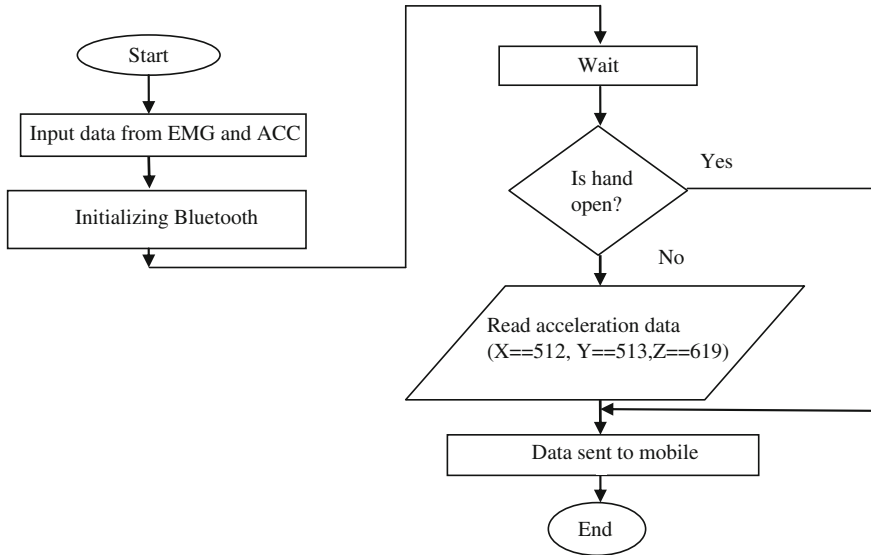 Start
Input data from EMG and ACC
Initializing Bluetooth
Wait
Is hand
open?
Yes
No
Read acceleration data
(X==512, Y==513,Z==619)
Data sent to mobile
End